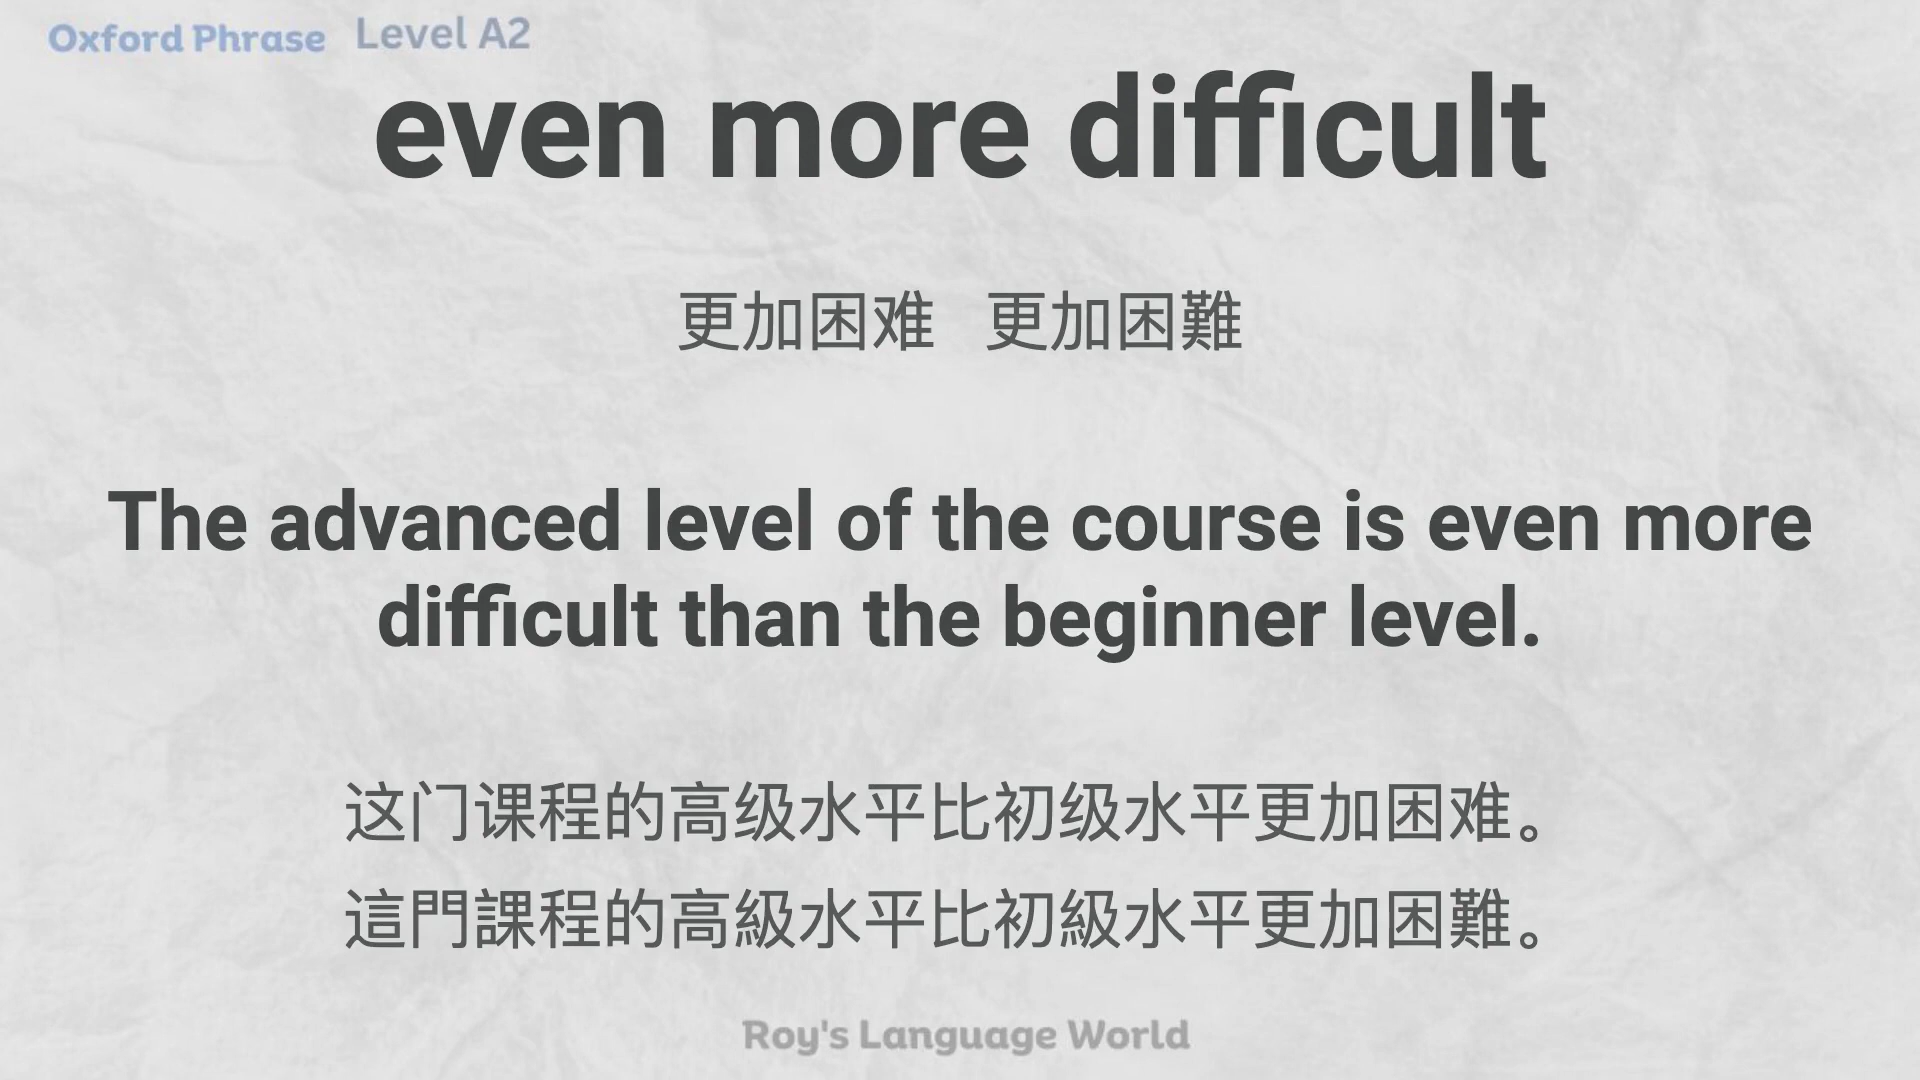 Oxford Phrase Level A2
even more difficult
更加困难 更加困難
The advanced level of the course is even more
difficult than the beginner level.
这门课程的高级水平比初级水平更加困难。
這門課程的高級水平比初級水平更加困難。
Roy's Language World